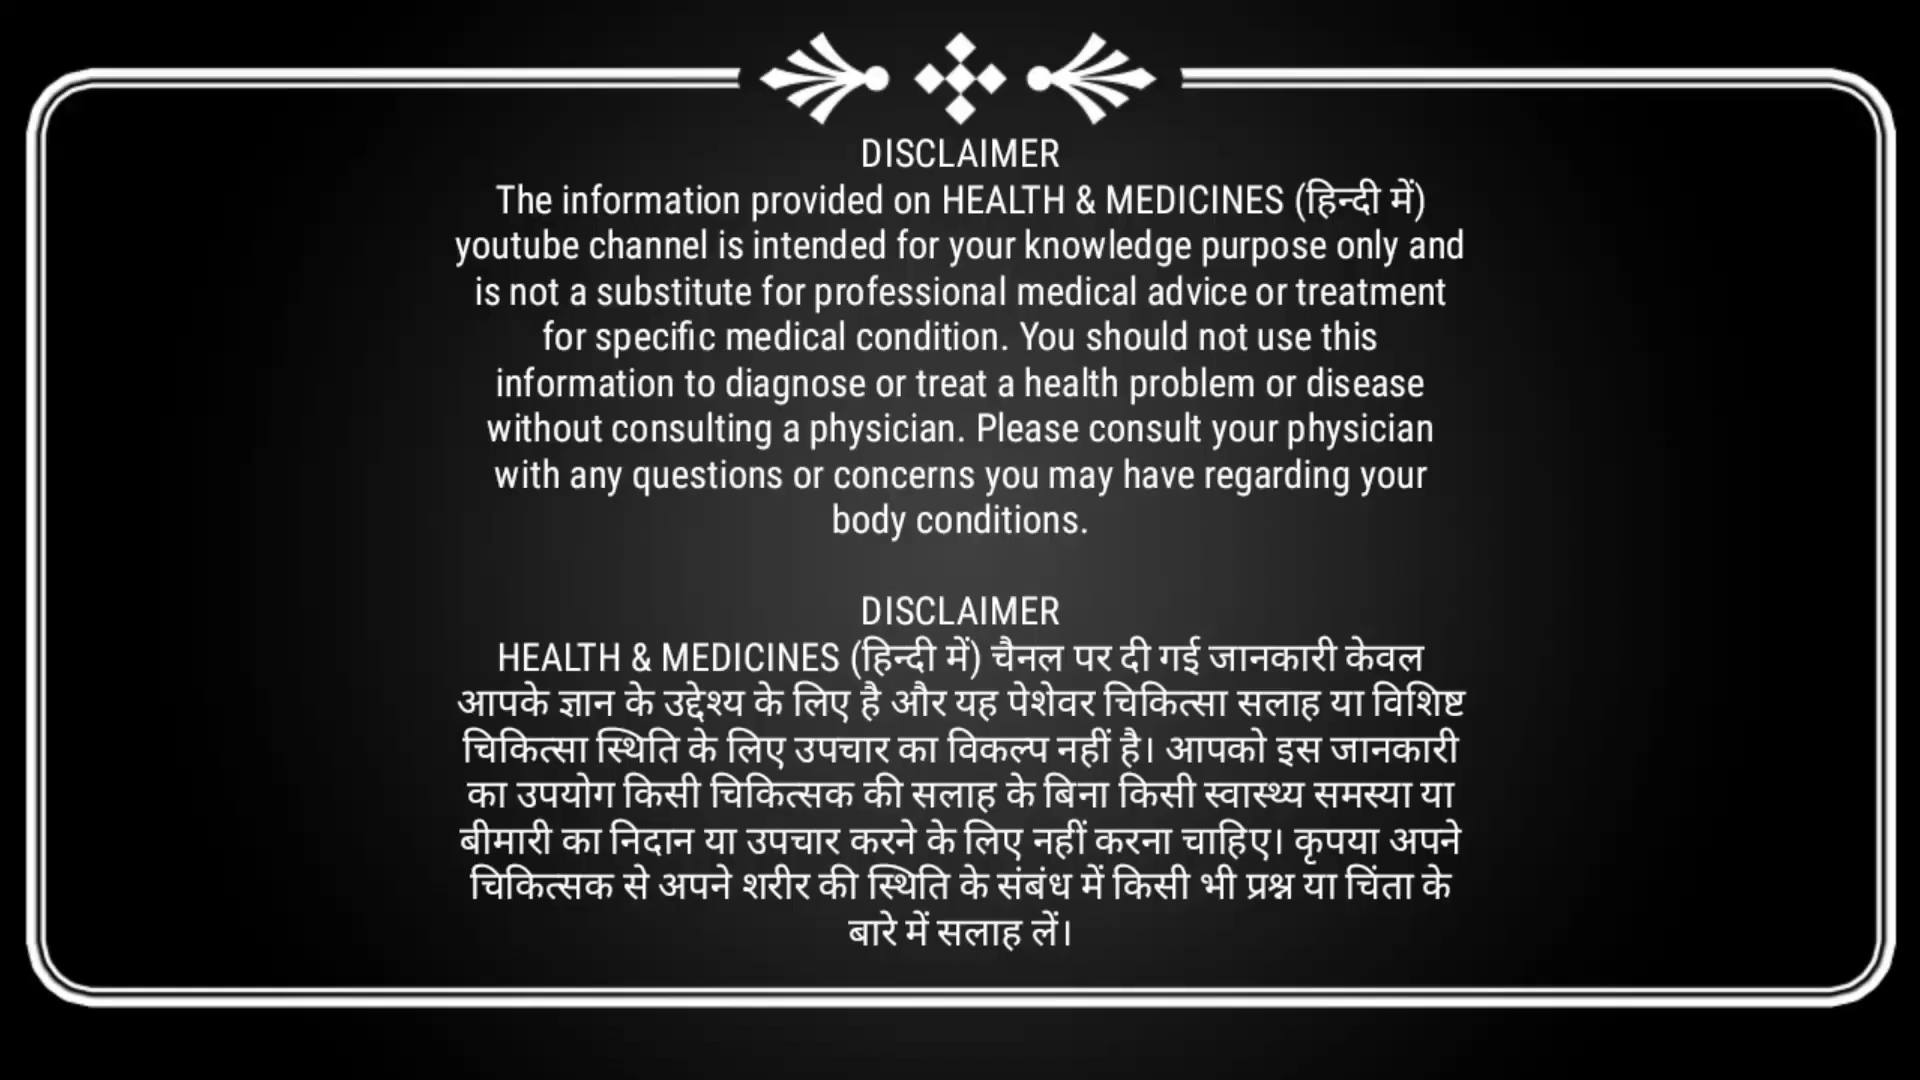 DISCLAIMER
The information provided on HEALTH & MEDICINES (हिन्दी में)
youtube channel is intended for your knowledge purpose only and
is not a substitute for professional medical advice or treatment
for specific medical condition. You should not use this
information to diagnose or treat a health problem or disease
without consulting a physician. Please consult your physician
with any questions or concerns you may have regarding your
body conditions.
DISCLAIMER
HEALTH & MEDICINES (हिन्दी में) चैनल पर दी गई जानकारी केवल
आपके ज्ञान के उद्देश्य के लिए है और यह पेशेवर चिकित्सा सलाह या विशिष्ट
चिकित्सा स्थिति के लिए उपचार का विकल्प नहीं है। आपको इस जानकारी
का उपयोग किसी चिकित्सक की सलाह के बिना किसी स्वास्थ्य समस्या या
बीमारी का निदान या उपचार करने के लिए नहीं करना चाहिए। कृपया अपने
चिकित्सक से अपने शरीर की स्थिति के संबंध में किसी भी प्रश्न या चिंता के
बारे में सलाह लें।